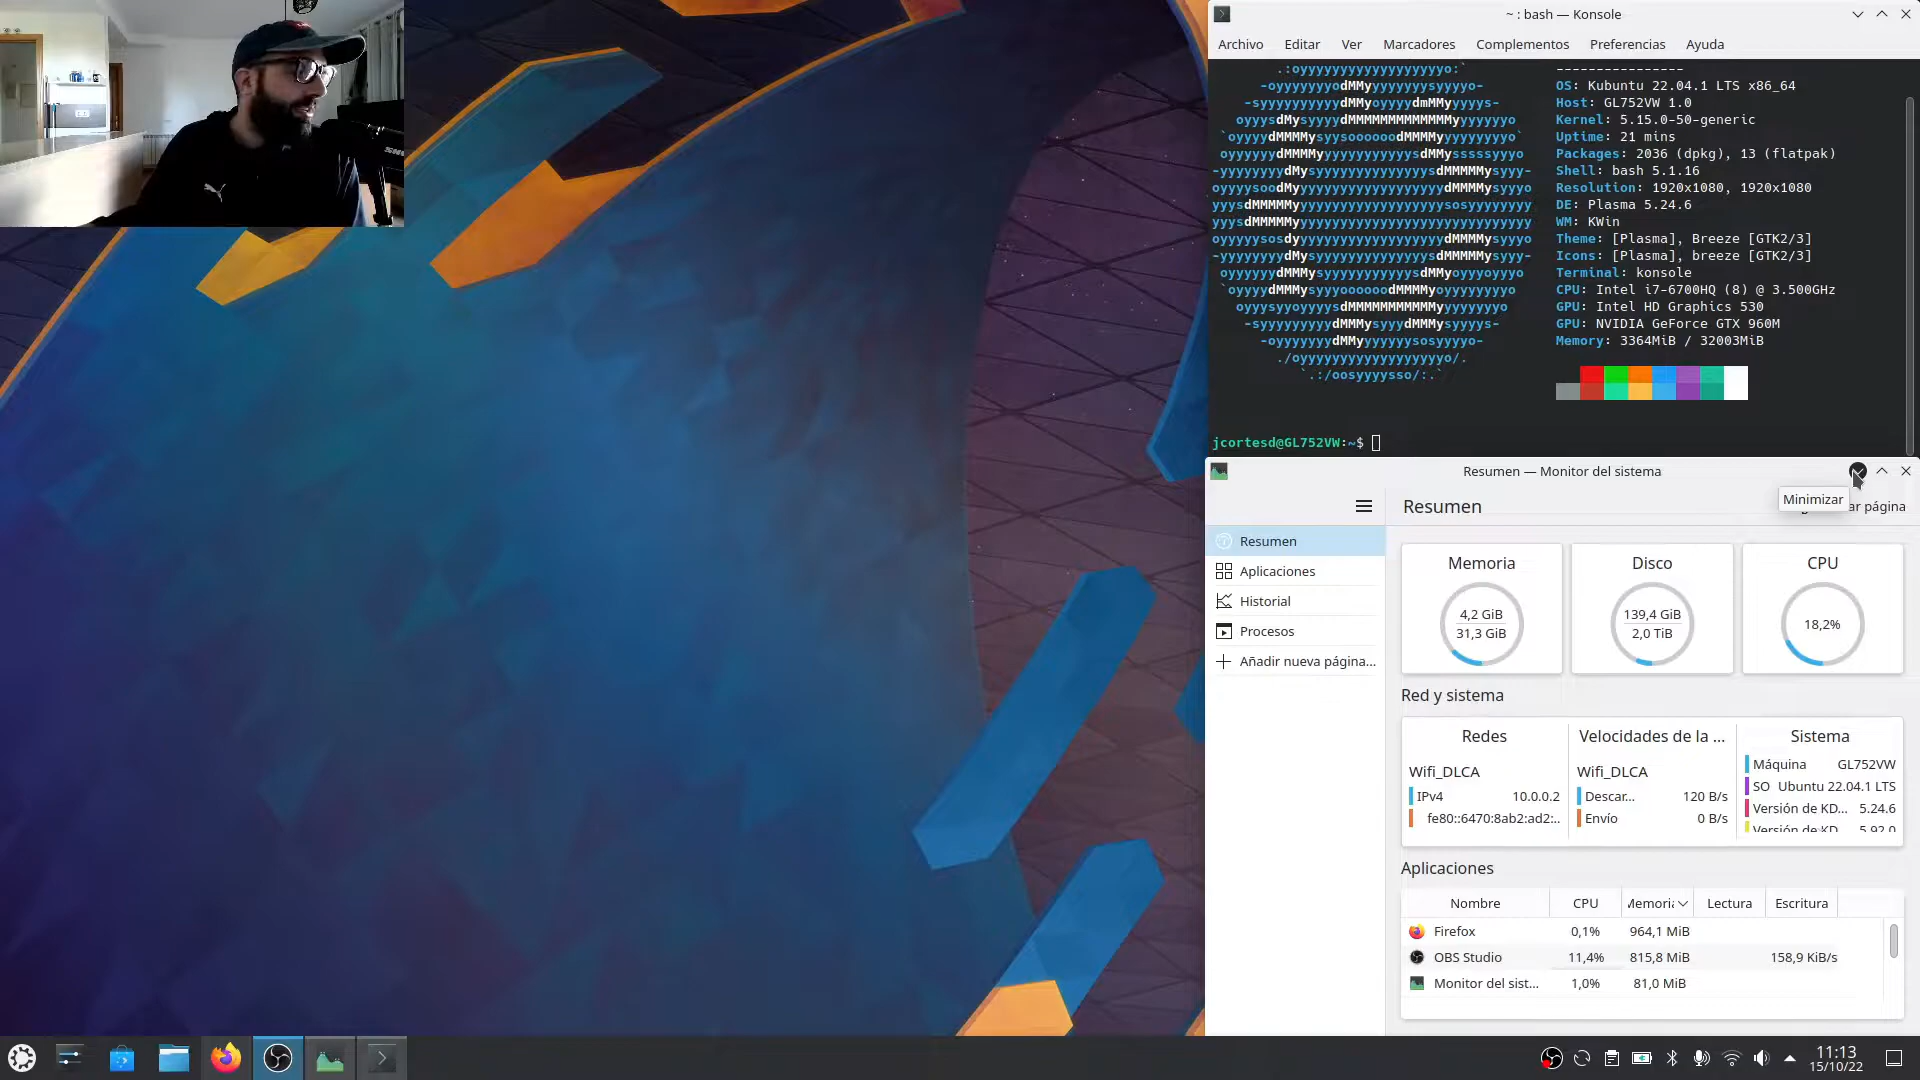 ~ : bash — Konsole
Archivo Editar Ver Marcadores Complementos Preferencias Ayuda
----------------
OS: Kubuntu 22.04.1 LTS x86_64
Host: GL752VW 1.0
Kernel: 5.15.0-50-generic
Uptime: 21 mins
Packages: 2036 (dpkg), 13 (flatpak)
Shell: bash 5.1.16
Resolution: 1920x1080, 1920x1080
DE: Plasma 5.24.6
WM: KWin
Theme: [Plasma], Breeze [GTK2/3]
Icons: [Plasma], breeze [GTK2/3]
Terminal: konsole
CPU: Intel i7-6700HQ (8) @ 3.500GHz
GPU: Intel HD Graphics 530
GPU: NVIDIA GeForce GTX 960M
Memory: 3364MiB / 32003MiB
jcortesd@GL752VW:~$
Resumen — Monitor del sistema
Minimizar
Resumen
página
Resumen
Aplicaciones
Historial
Procesos
Añadir nueva página...
Memoria Disco CPU
4,2 GiB 139,4 GiB 18,2%
31,3 GiB 2,0 TiB
Red y sistema
Redes Velocidades de la ... Sistema
Wifi_DLCA Wifi_DLCA
Máquina GL752VW
IPv4 10.0.0.2 Descar... 120 B/s
SO Ubuntu 22.04.1 LTS
fe80::6470:8ab2:ad2:.. Envío 0 B/s
Versión de KD... 5.24.6
Versión de KD 5.92.0
Aplicaciones
Nombre CPU Memoria Lectura Escritura
Firefox 0,1% 964,1 MiB
OBS Studio 11,4% 815,8 MiB 158,9 KiB/s
Monitor del sist... 1,0% 81,0 MiB
11:13
15/10/22